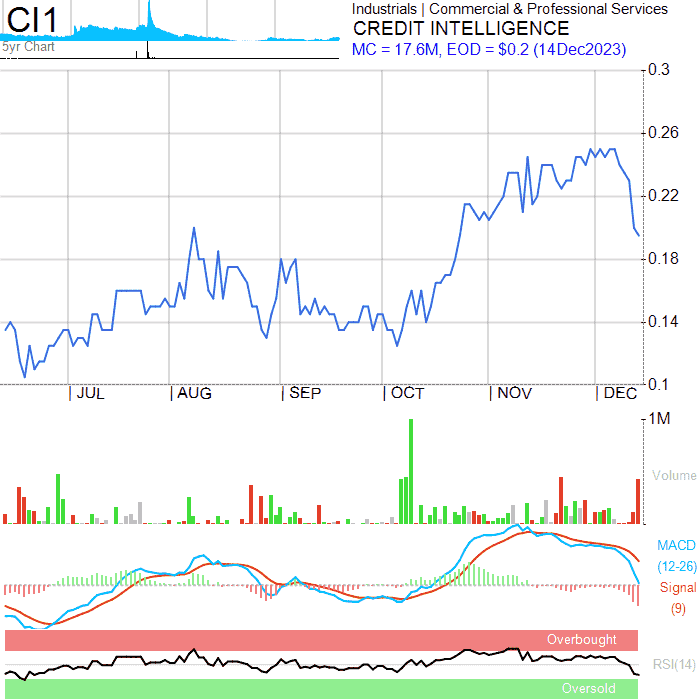 CI1
5yr Chart
Industrials | Commercial & Professional Services
CREDIT INTELLIGENCE
MC = 17.6M, EOD = $0.2 (14Dec2023)
0.3
0.26
0.22
0.18
0.14
0.1
| JUL | AUG | SEP | OCT | NOV | DEC
1M
Volume
MACD
(12-26)
Signal
(9)
Overbought
RSI(14)
Oversold